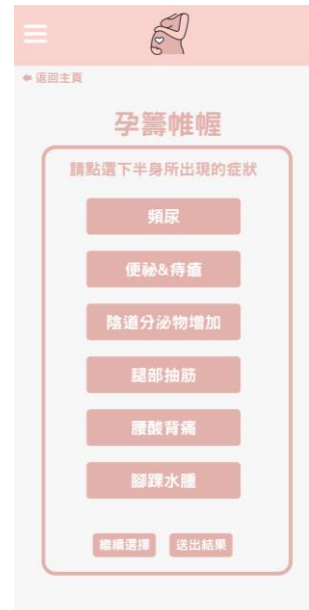 返回主頁
孕籌帷幄
請點選下半身所出現的症狀
頻尿
便祕&痔瘡
陰道分泌物增加
腿部抽筋
腰酸背痛
腳踝水腫
繼續選擇 送出結果